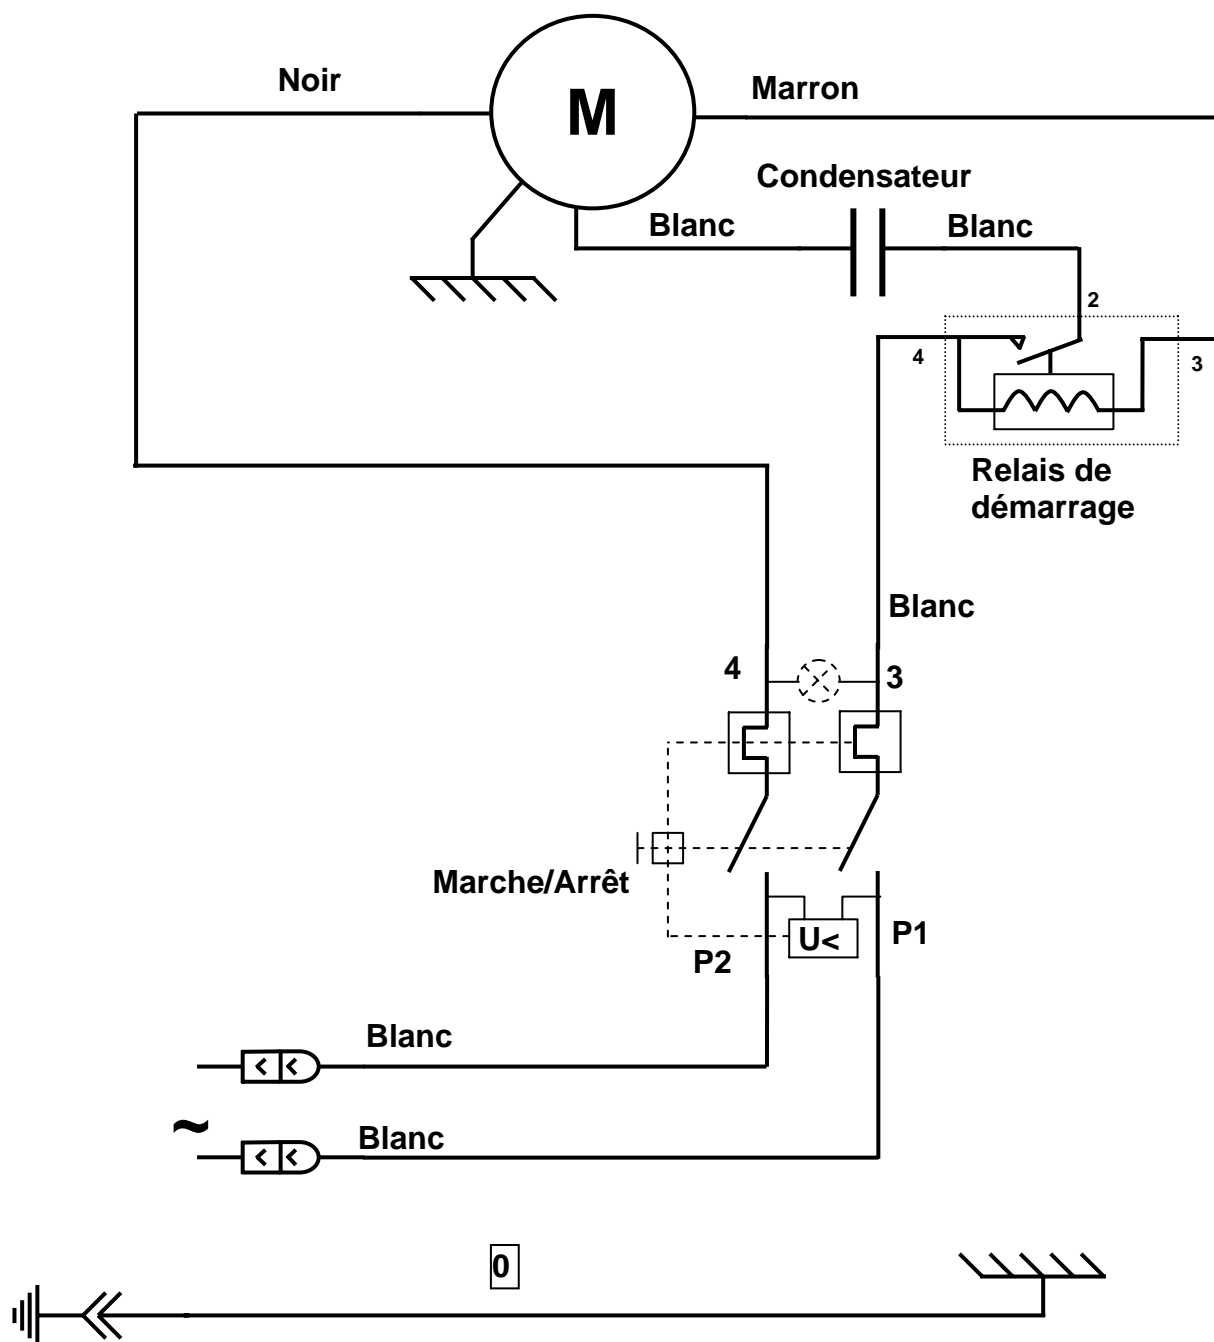 Noir
M
Marron
Condensateur
Blanc
Blanc
2
4
3
Relais de
démarrage
Blanc
4
3
Marche/Arrêt
U<
P1
P2
Blanc
~
Blanc
0